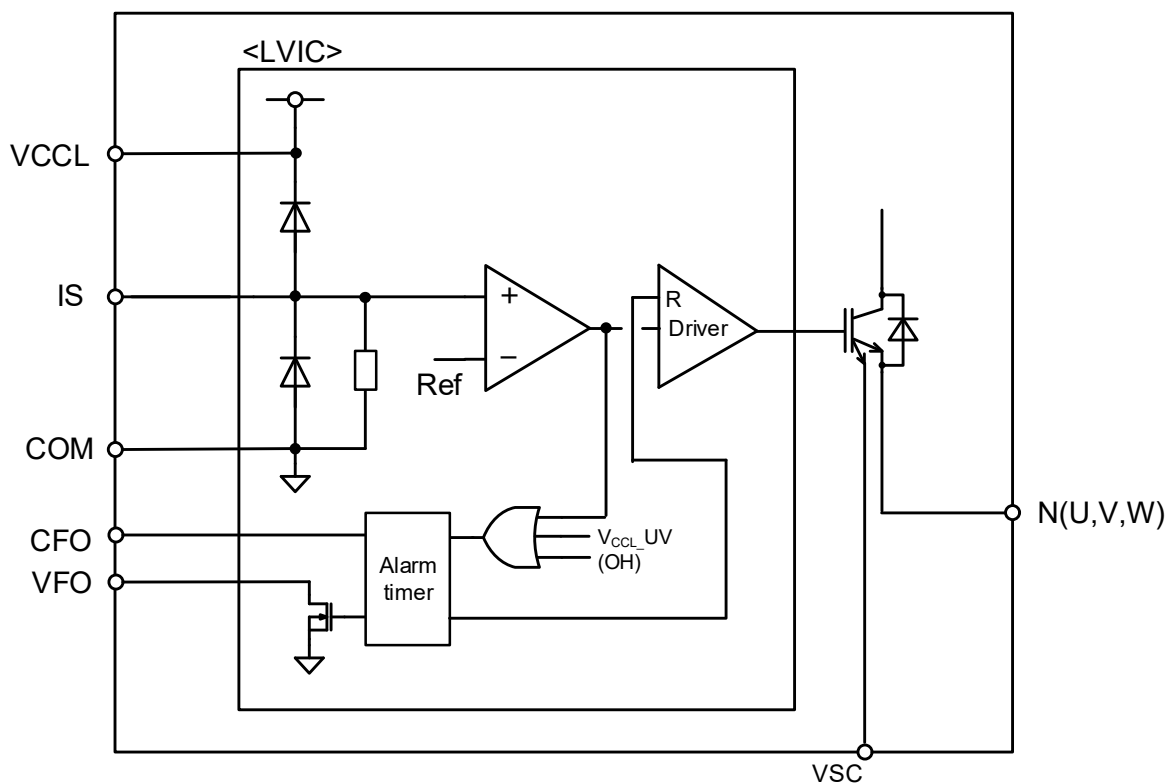 <LVIC>
VCCL
IS
+
−
Ref
R
Driver
COM
CFO
VFO
Alarm
timer
VCCL_UV
(OH)
N(U,V,W)
VSC